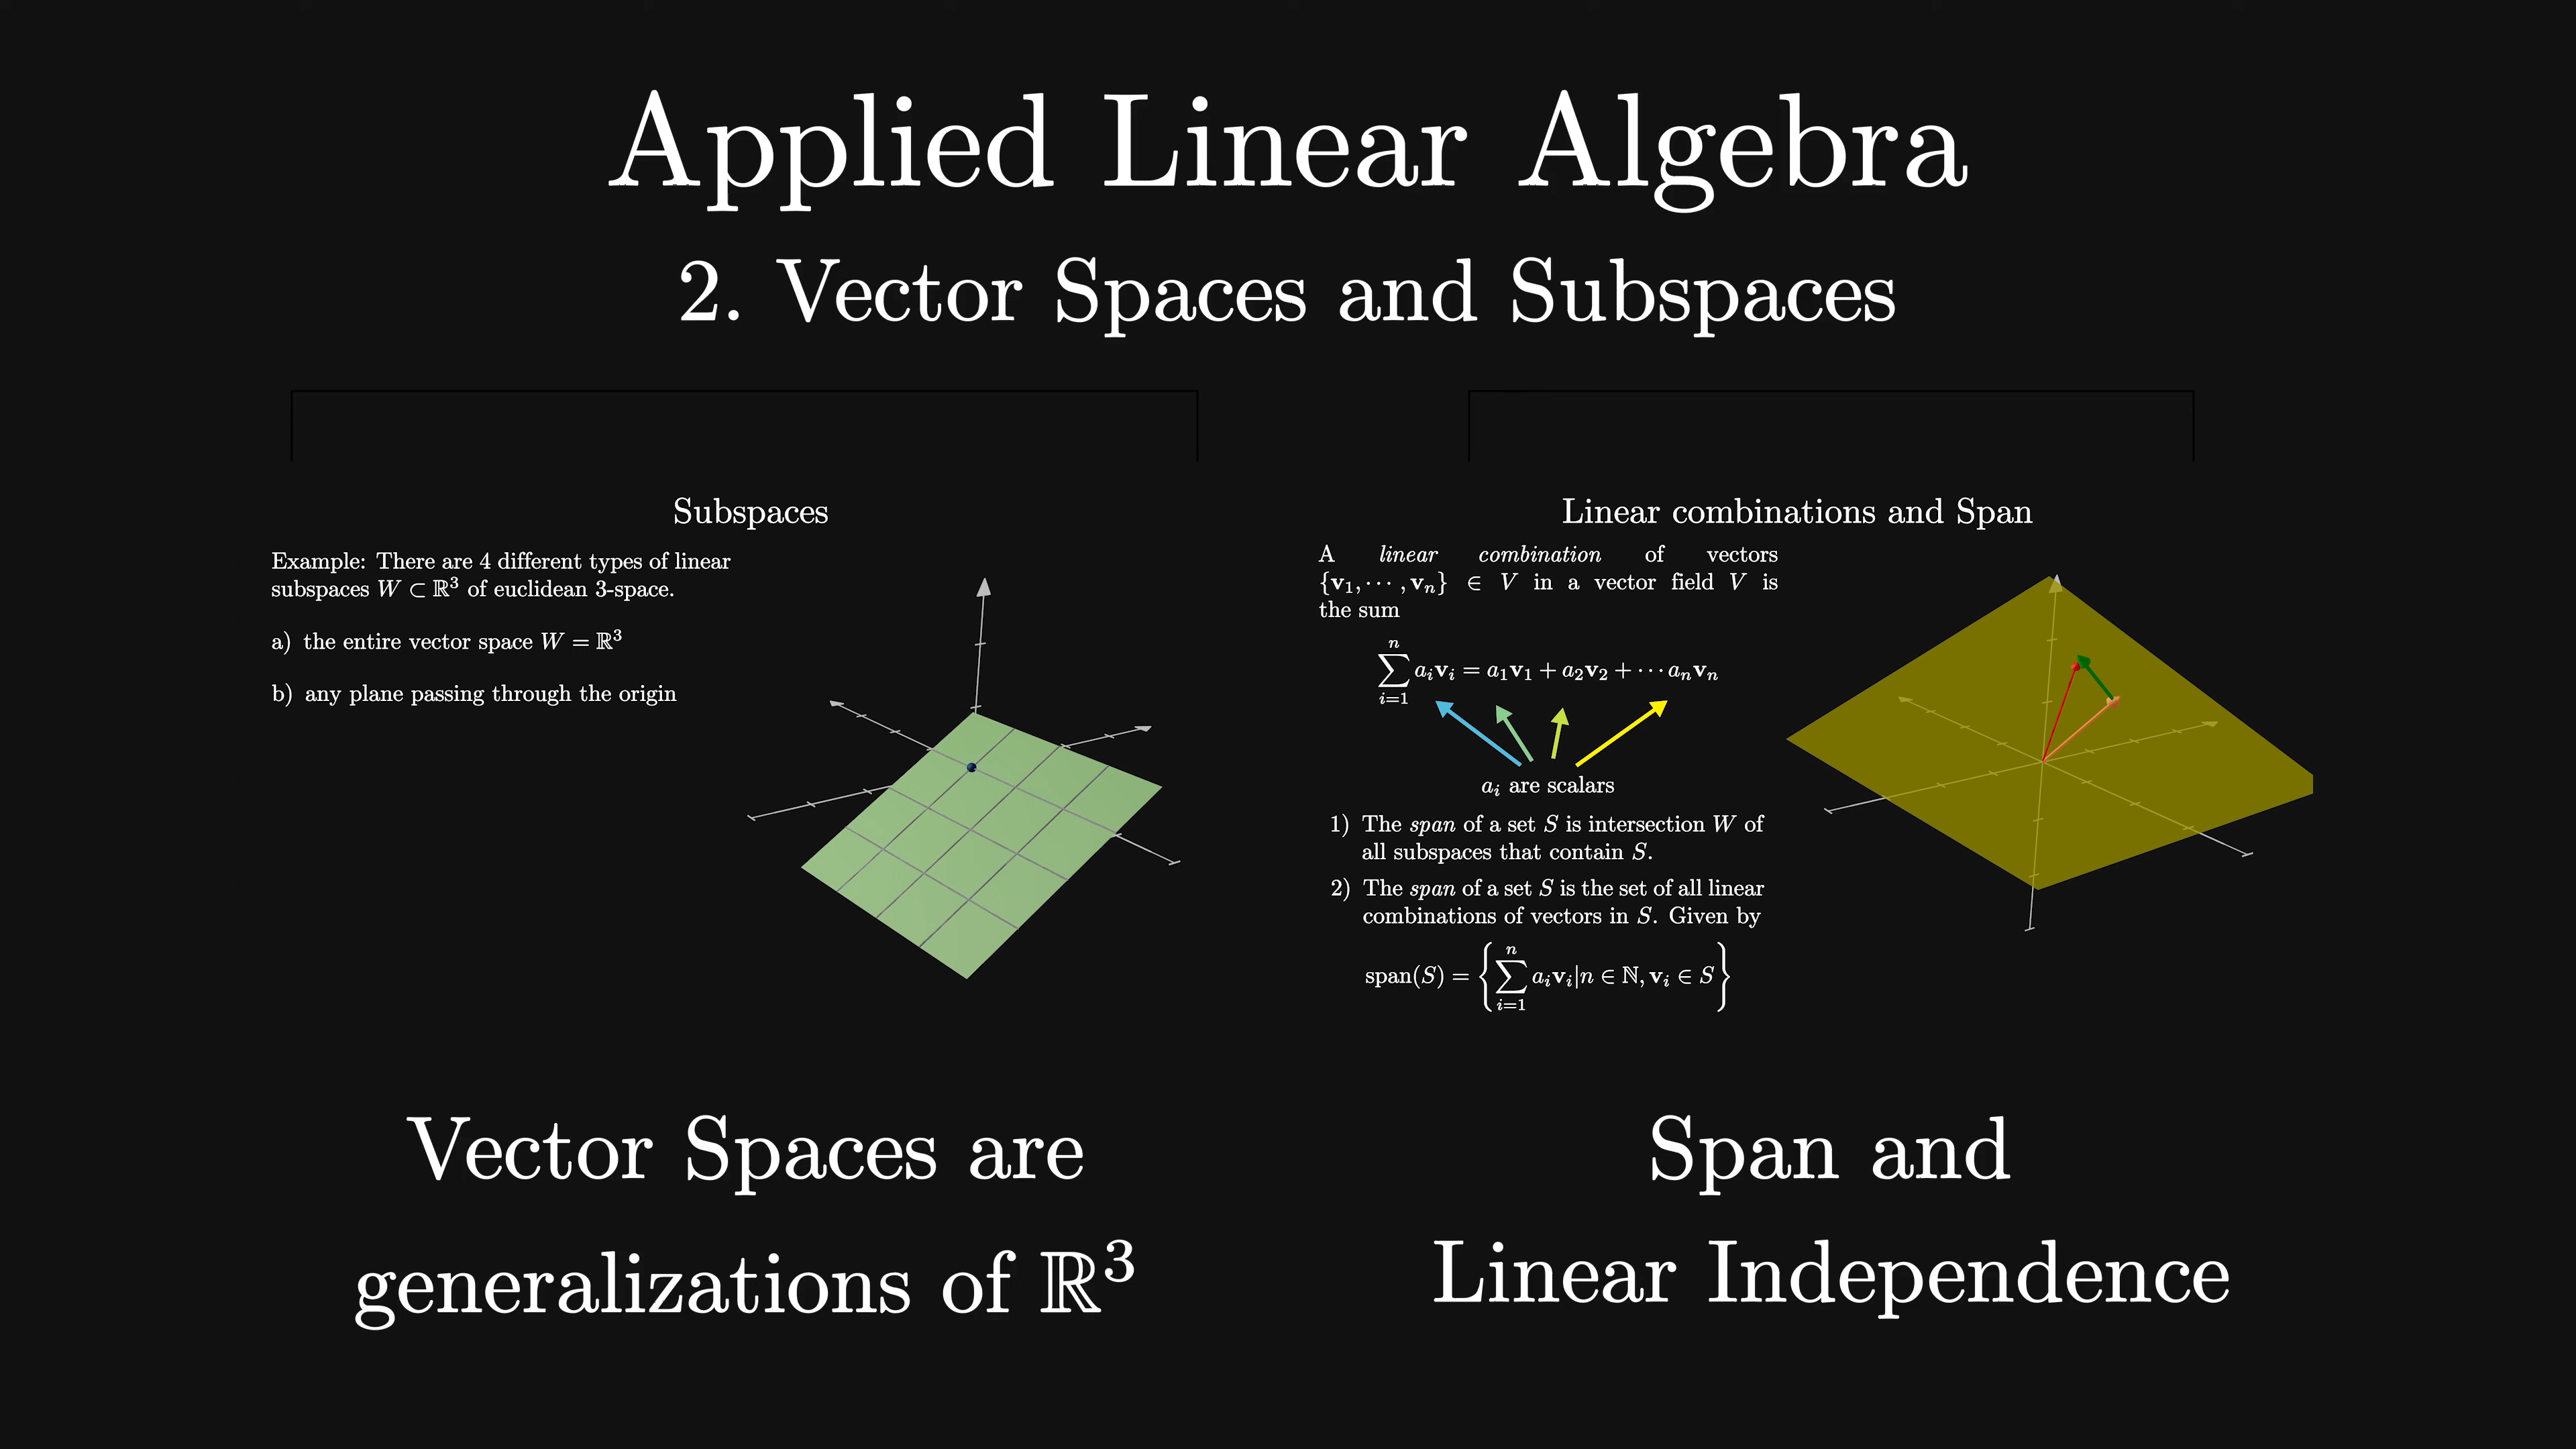 Applied Linear Algebra
2. Vector Spaces and Subspaces
Subspaces
Example: There are 4 different types of linear
subspaces W ⊂ ℝ³ of euclidean 3-space.
a) the entire vector space W = ℝ³
b) any plane passing through the origin
Linear combinations and Span
A linear combination of vectors
{v₁, ⋯ , vₙ} ∈ V in a vector field V is
the sum
∑ᵢ₌₁ⁿ aᵢvᵢ = a₁v₁ + a₂v₂ + ⋯ aₙvₙ
aᵢ are scalars
1) The span of a set S is intersection W of
all subspaces that contain S.
2) The span of a set S is the set of all linear
combinations of vectors in S. Given by
span(S) = {∑ᵢ₌₁ⁿ aᵢvᵢ|n ∈ ℕ, vᵢ ∈ S}
Vector Spaces are
generalizations of ℝ³
Span and
Linear Independence